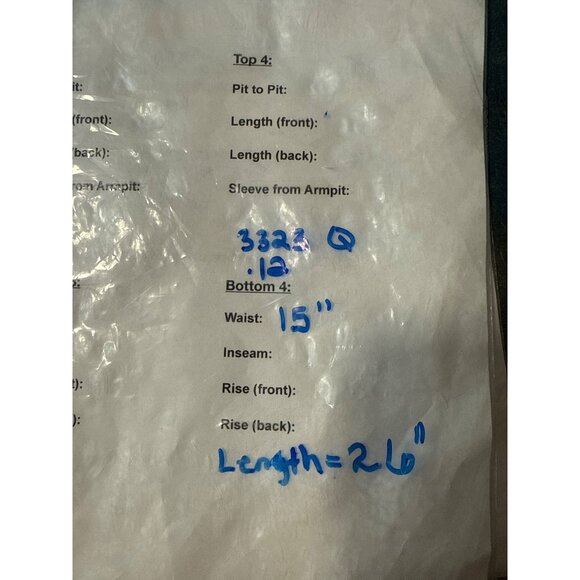 Top 4:
it: Pit to Pit:
(front): Length (front):
back): Length (back):
om Armpit: Sleeve from Armpit:
3323 Q
.12
Bottom 4:
Waist: 15"
Inseam:
): Rise (front):
): Rise (back):
Length = 26"